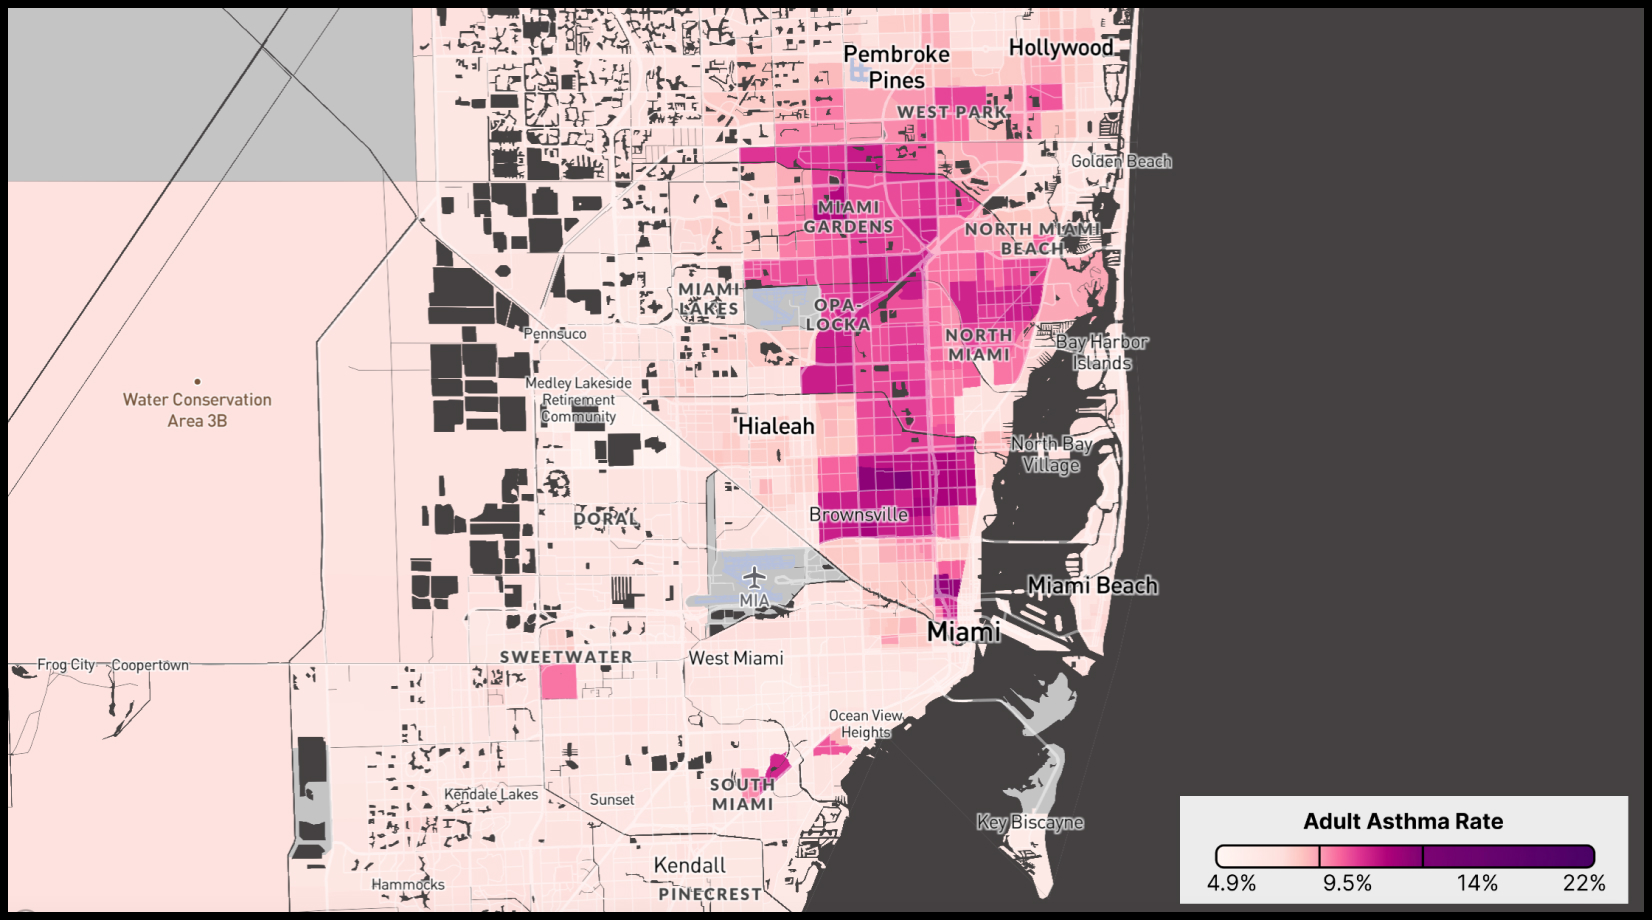 Pembroke
Pines
Hollywood
WEST PARK
Golden Beach
MIAMI
GARDENS
NORTH MIAMI
BEACH
MIAMI
LAKES
OPA-
LOCKA
NORTH
MIAMI
Bay Harbor
Islands
Pennsuco
Medley Lakeside
Retirement
Community
Water Conservation
Area 3B
Hialeah
North Bay
Village
DORAL
Brownsville
MIA
Miami Beach
Miami
Frog City
Coopertown
SWEETWATER
West Miami
Ocean View
Heights
SOUTH
MIAMI
Kendale Lakes
Sunset
Key Biscayne
Kendall
Hammocks
PINECREST
Adult Asthma Rate
4.9% 9.5% 14% 22%